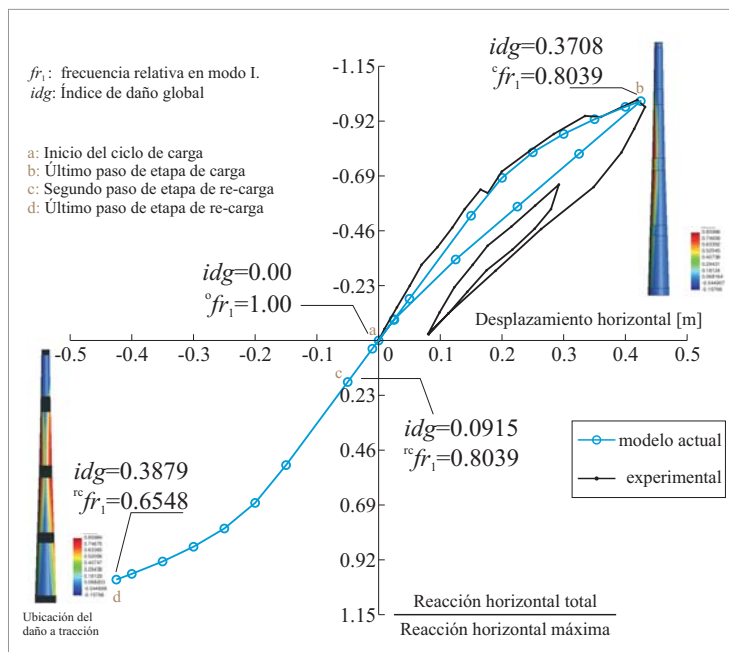 fr₁: frecuencia relativa en modo I.
idg: Índice de daño global
a: Inicio del ciclo de carga
b: Último paso de etapa de carga
c: Segundo paso de etapa de re-carga
d: Último paso de etapa de re-carga
idg=0.3708
ᶜfr₁=0.8039
b
-1.15
-0.92
-0.69
-0.46
-0.23
idg=0.00
ᵒfr₁=1.00
a
Desplazamiento horizontal [m]
-0.5
-0.4
-0.3
-0.2
-0.1
0
0.1
0.2
0.3
0.4
0.5
c
0.23
0.46
0.69
0.92
1.15
idg=0.0915
ʳᶜfr₁=0.8039
modelo actual
experimental
idg=0.3879
ʳᶜfr₁=0.6548
d
Ubicación del
daño a tracción
Reacción horizontal total
Reacción horizontal máxima